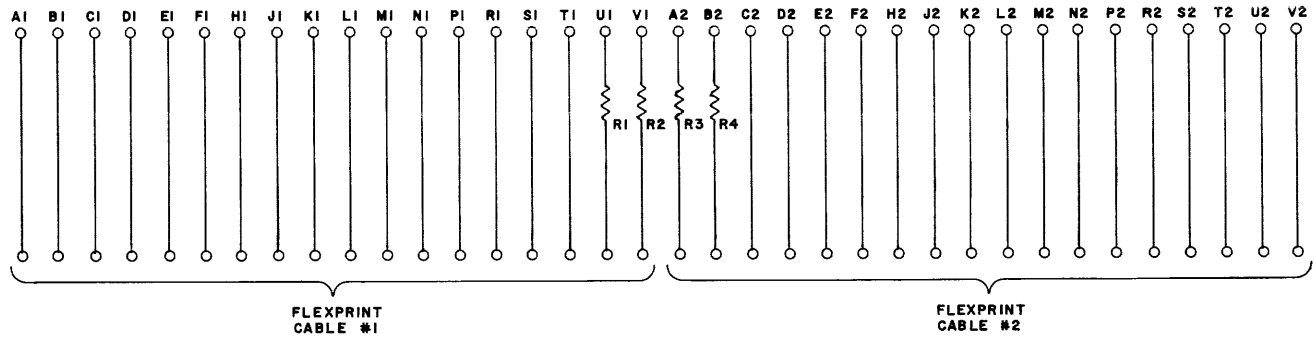 A1 B1 C1 D1 E1 F1 H1 J1 K1 L1 M1 N1 P1 R1 S1 T1 U1 V1 A2 B2 C2 D2 E2 F2 H2 J2 K2 L2 M2 N2 P2 R2 S2 T2 U2 V2
R1 R2 R3 R4
FLEXPRINT
CABLE #1
FLEXPRINT
CABLE #2